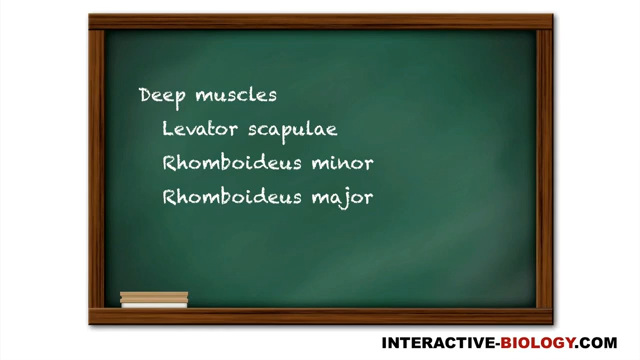 Deep muscles
Levator scapulae
Rhomboideus minor
Rhomboideus major
INTERACTIVE-BIOLOGY.COM